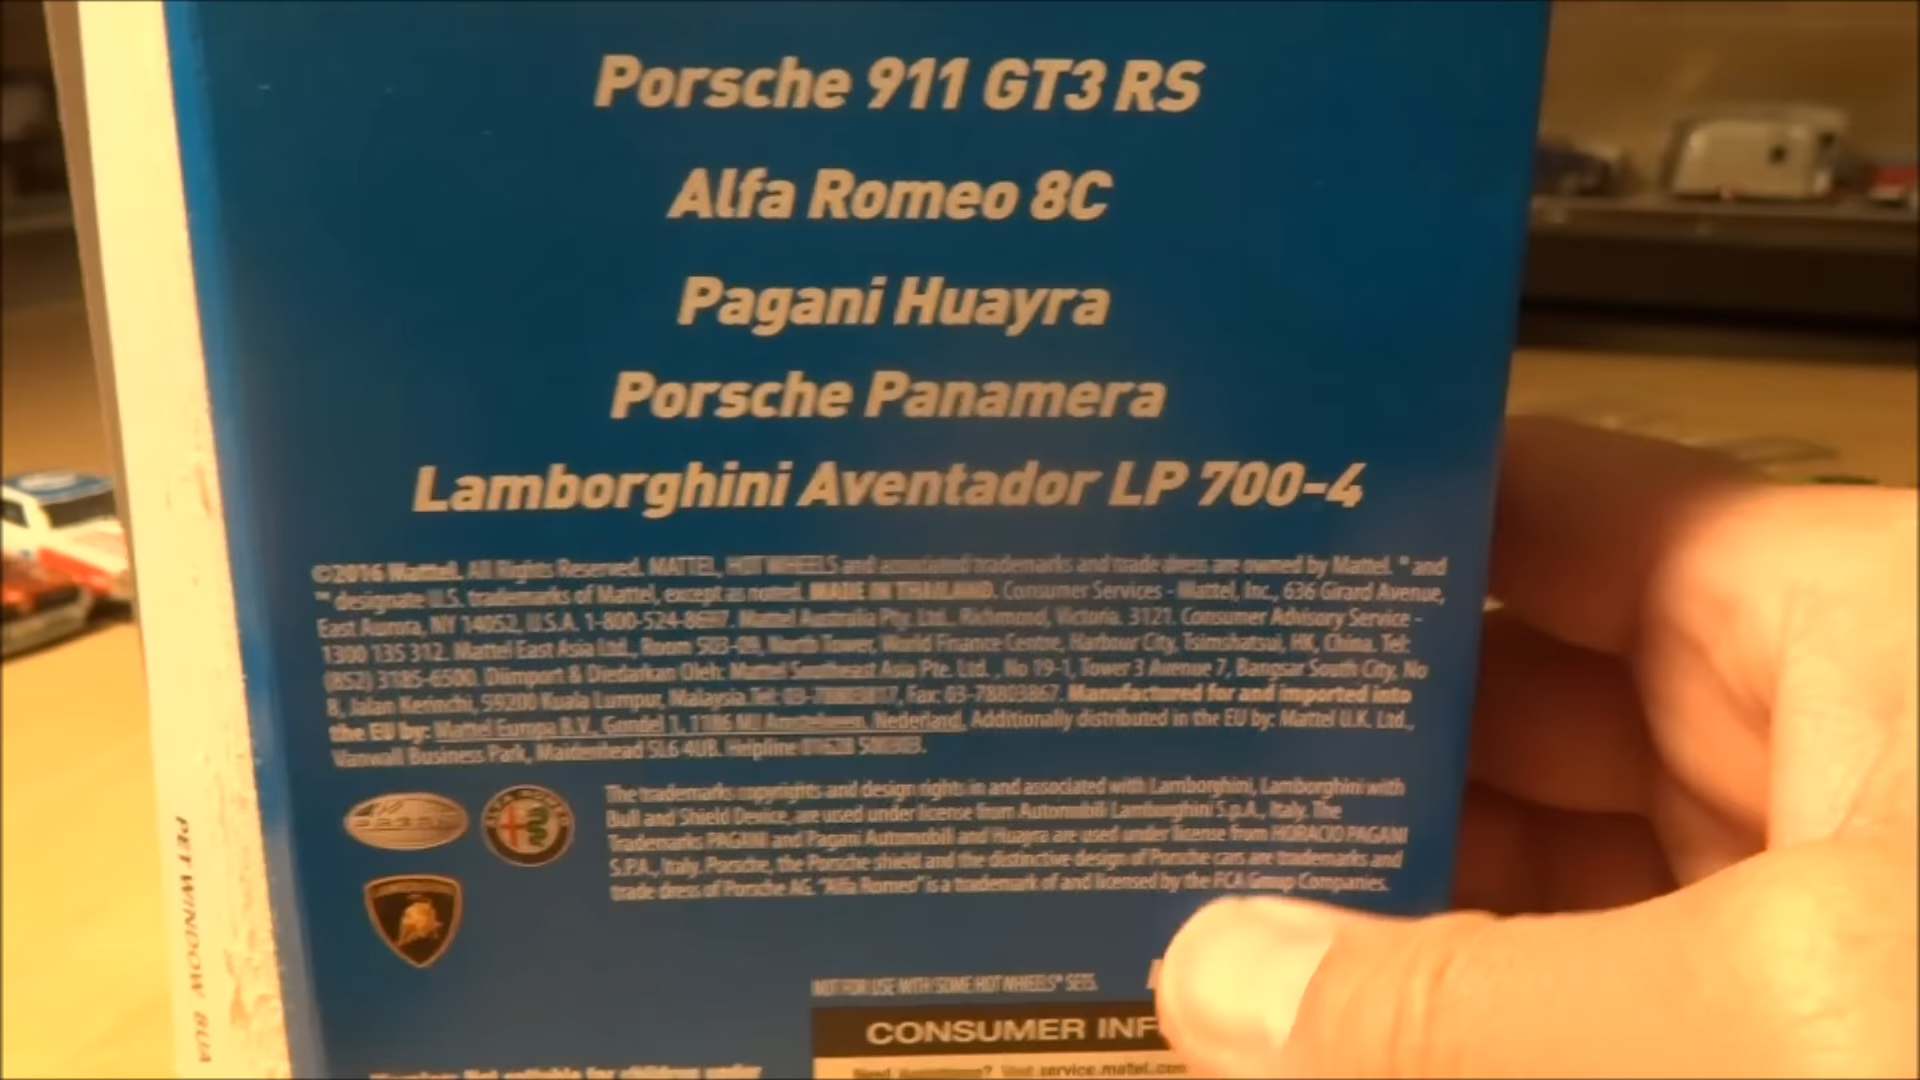 Porsche 911 GT3 RS
Alfa Romeo 8C
Pagani Huayra
Porsche Panamera
Lamborghini Aventador LP 700-4
©2016 Mattel. All Rights Reserved. MATTEL, HOT WHEELS and associated trademarks and trade dress are owned by Mattel. ® and
™ designate U.S. trademarks of Mattel, except as noted. MADE IN THAILAND. Consumer Services - Mattel, Inc., 636 Girard Avenue,
East Aurora, NY 14052, U.S.A. 1-800-524-8697. Mattel Australia Pty. Ltd., Richmond, Victoria. 3121. Consumer Advisory Service -
1300 135 312. Mattel East Asia Ltd., Room 503-09, North Tower, World Finance Centre, Harbour City, Tsimshatsui, HK, China. Tel:
(852) 3185-6500. Diimport & Diedarkan Oleh: Mattel Southeast Asia Pte. Ltd. , No 19-1, Tower 3 Avenue 7, Bangsar South City, No
8, Jalan Kerinchi, 59200 Kuala Lumpur, Malaysia. Tel: Fax: 03-78803867. Manufactured for and imported into
the EU by: Mattel Europa B.V., Gondel 1, 1186 MJ Amstelveen, Nederland. Additionally distributed in the EU by: Mattel U.K. Ltd.,
Vanwall Business Park, Maidenhead SL6 4UB. Helpline
The trademarks copyrights and design rights in and associated with Lamborghini, Lamborghini with
Bull and Shield Device, are used under license from Automobili Lamborghini S.p.A., Italy. The
Trademarks PAGANI and Pagani Automobili and Huayra are used under license from HORACIO PAGANI
S.P.A., Italy. Porsche, the Porsche shield and the distinctive design of Porsche cars are trademarks and
trade dress of Porsche AG. "Alfa Romeo" is a trademark of and licensed by the FCA Group Companies.
NOT FOR USE WITH SOME HOT WHEELS® SETS.
CONSUMER INF
Need Assistance? Visit service.mattel.com
Not suitable for children under
PET WINDOW BUA